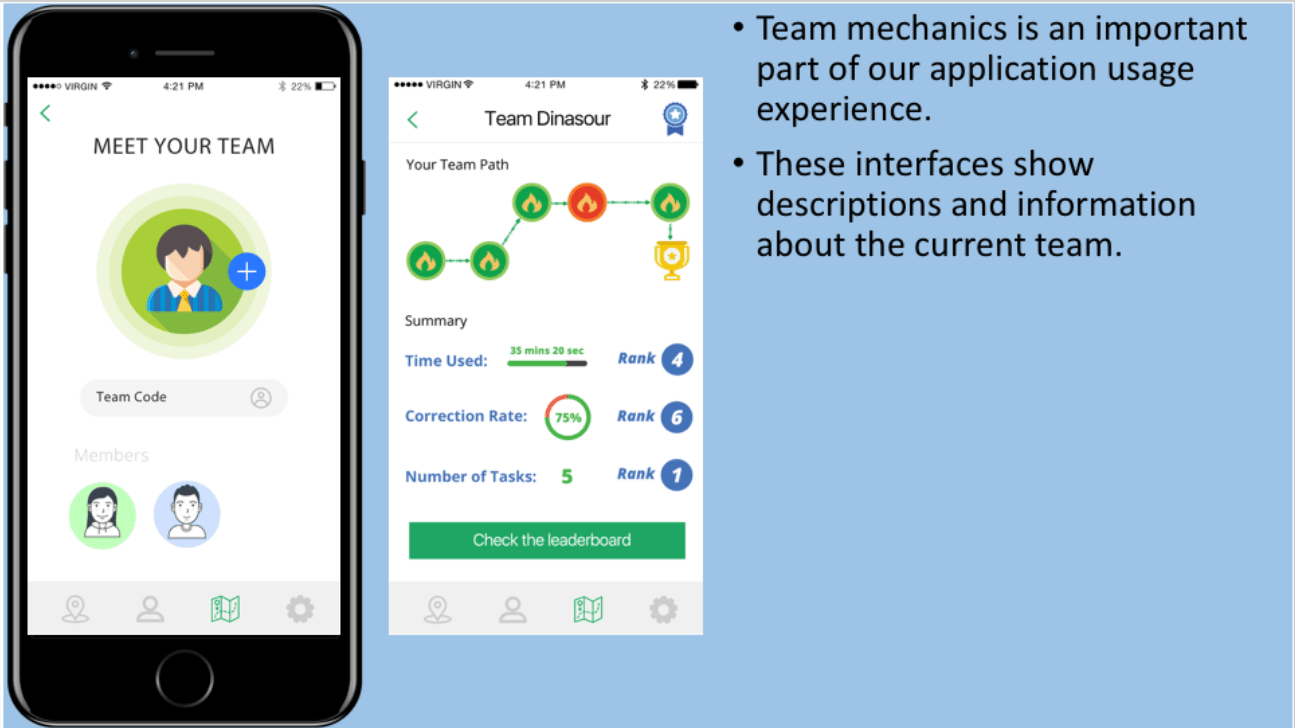 VIRGIN 4:21 PM 22%
MEET YOUR TEAM
Team Code
Members
VIRGIN 4:21 PM 22%
Team Dinasour
Your Team Path
Summary
Time Used: 35 mins 20 sec Rank 4
Correction Rate: 75% Rank 6
Number of Tasks: 5 Rank 1
Check the leaderboard
• Team mechanics is an important
part of our application usage
experience.
• These interfaces show
descriptions and information
about the current team.